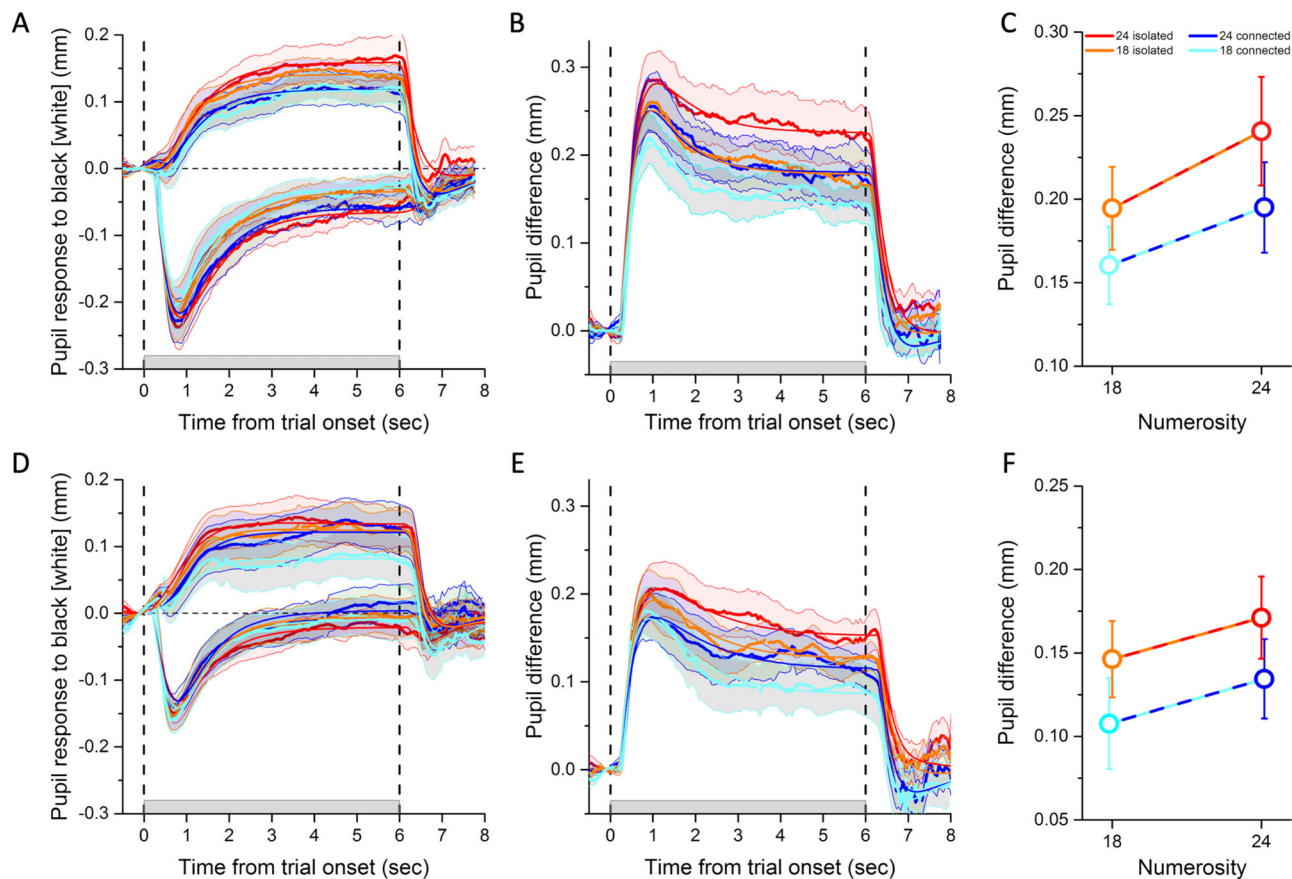 A
Pupil response to black [white] (mm)
0.2
0.1
0.0
-0.1
-0.2
-0.3
0 1 2 3 4 5 6 7 8
Time from trial onset (sec)
B
Pupil difference (mm)
0.3
0.2
0.1
0.0
0 1 2 3 4 5 6 7 8
Time from trial onset (sec)
C
24 isolated 24 connected
18 isolated 18 connected
Pupil difference (mm)
0.25
0.20
0.15
0.10
18 24
Numerosity
D
Pupil response to black [white] (mm)
0.2
0.1
0.0
-0.1
-0.2
-0.3
0 1 2 3 4 5 6 7 8
Time from trial onset (sec)
E
Pupil difference (mm)
0.3
0.2
0.1
0.0
0 1 2 3 4 5 6 7 8
Time from trial onset (sec)
F
Pupil difference (mm)
0.25
0.20
0.15
0.10
0.05
18 24
Numerosity